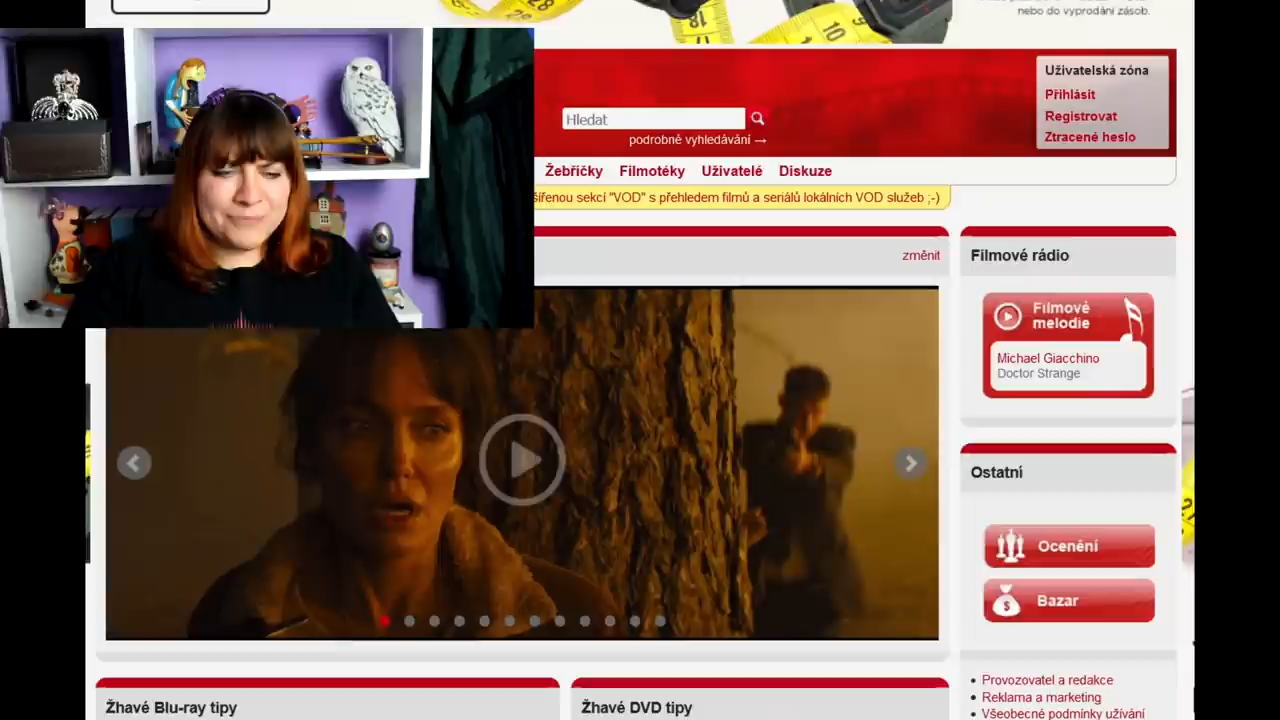 nebo do vyprodání zásob.
Uživatelská zóna
Přihlásit
Registrovat
Ztracené heslo
Hledat
podrobné vyhledávání →
Žebříčky Filmotéky Uživatelé Diskuze
sekcí "VOD" s přehledem filmů a seriálů lokálních VOD služeb ;-)
změnit
Filmové rádio
Filmové
melodie
Michael Giacchino
Doctor Strange
Ostatní
Ocenění
Bazar
Provozovatel a redakce
Reklama a marketing
Všeobecné podmínky užívání
Žhavé Blu-ray tipy
Žhavé DVD tipy